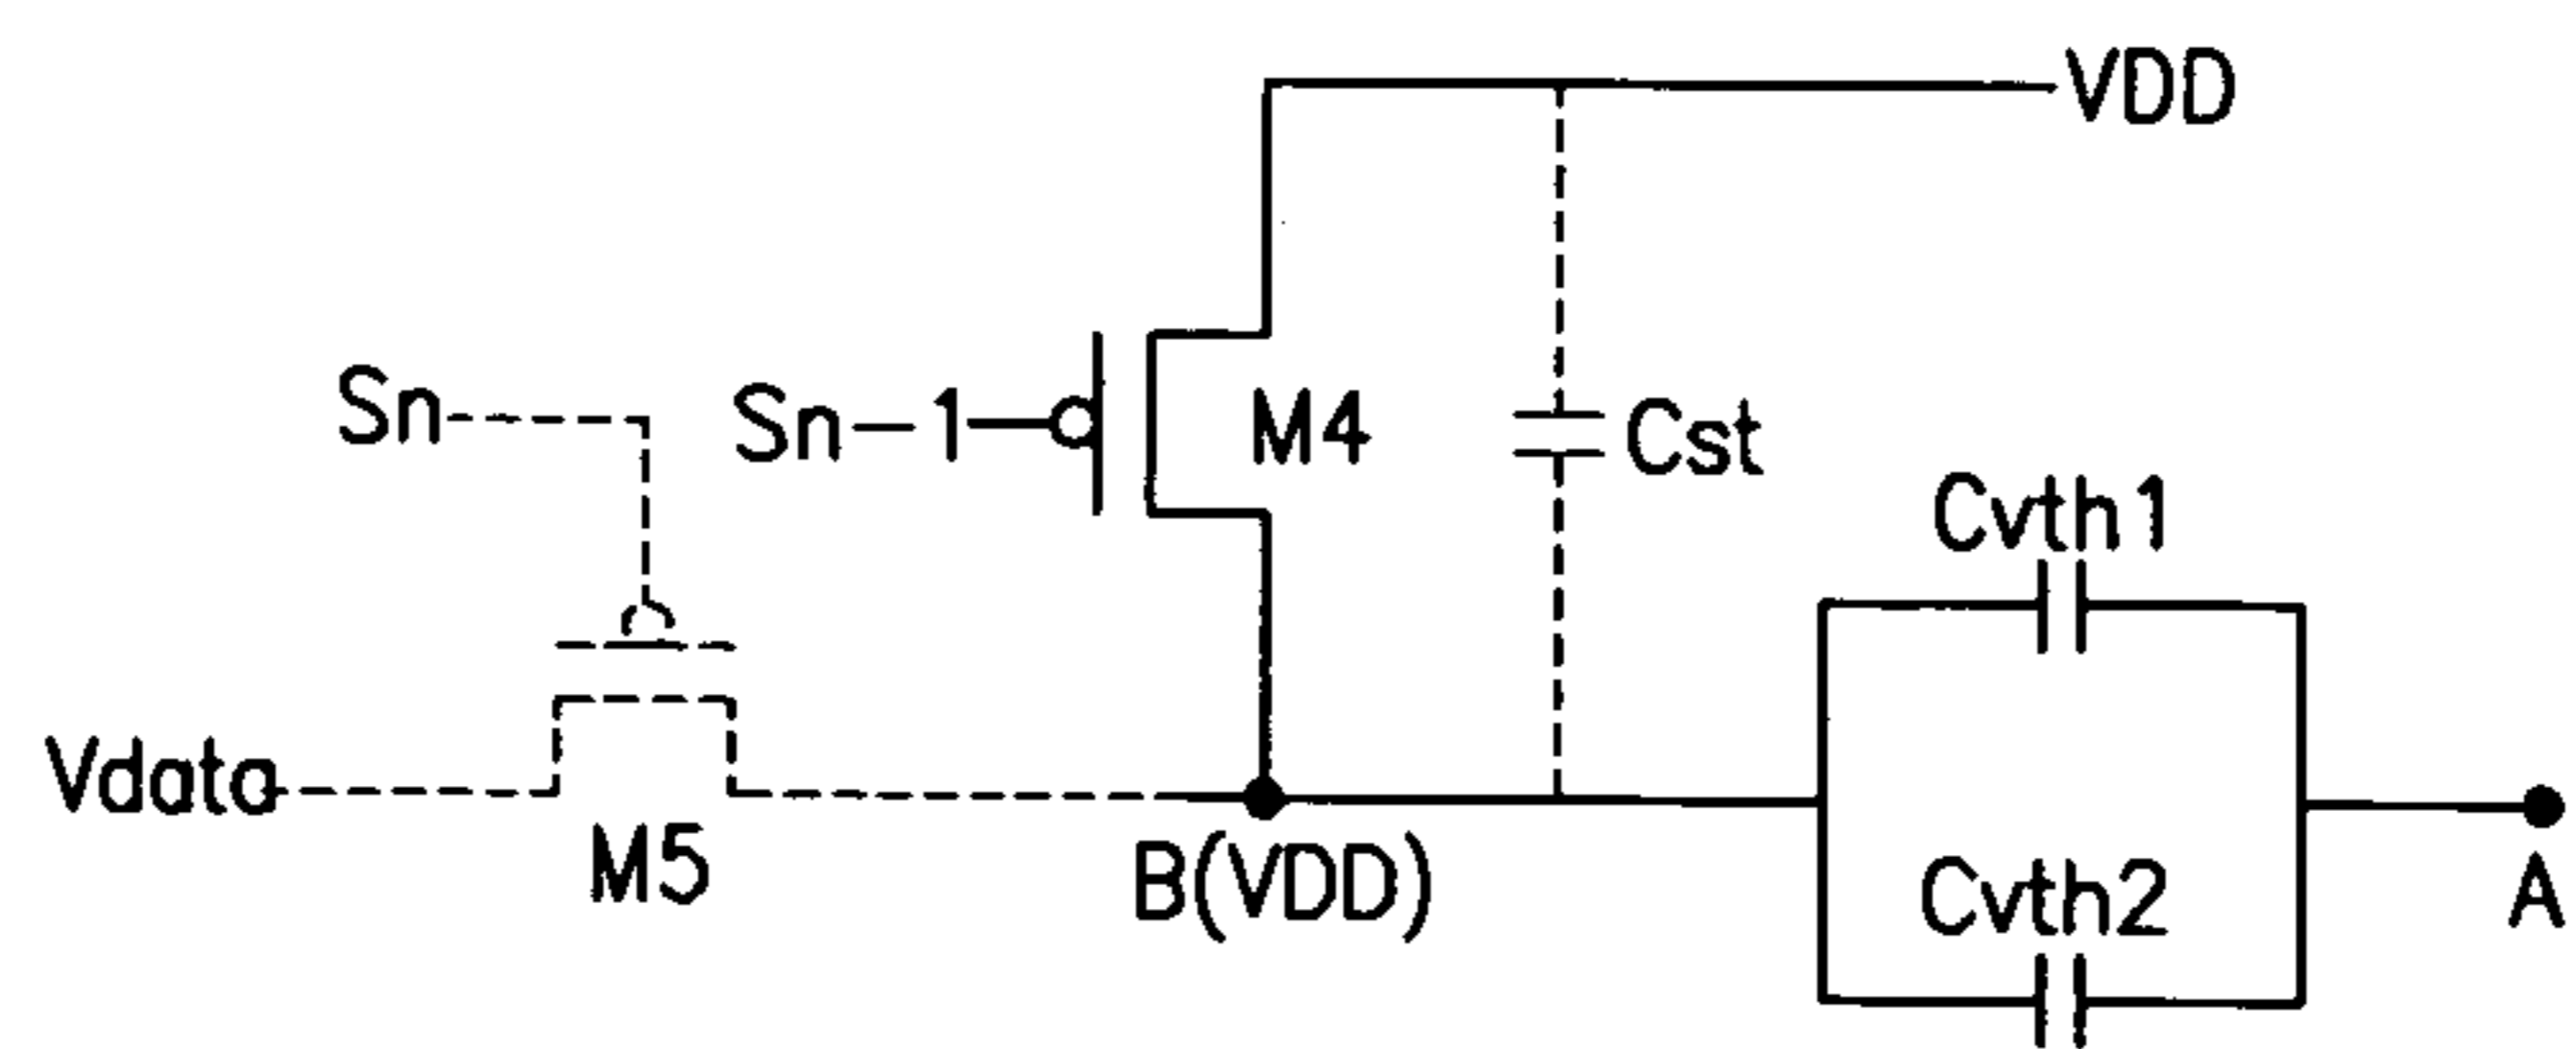 VDD
Sn
Sn-1
M4
Cst
Cvth1
Vdata
M5
B(VDD)
Cvth2
A